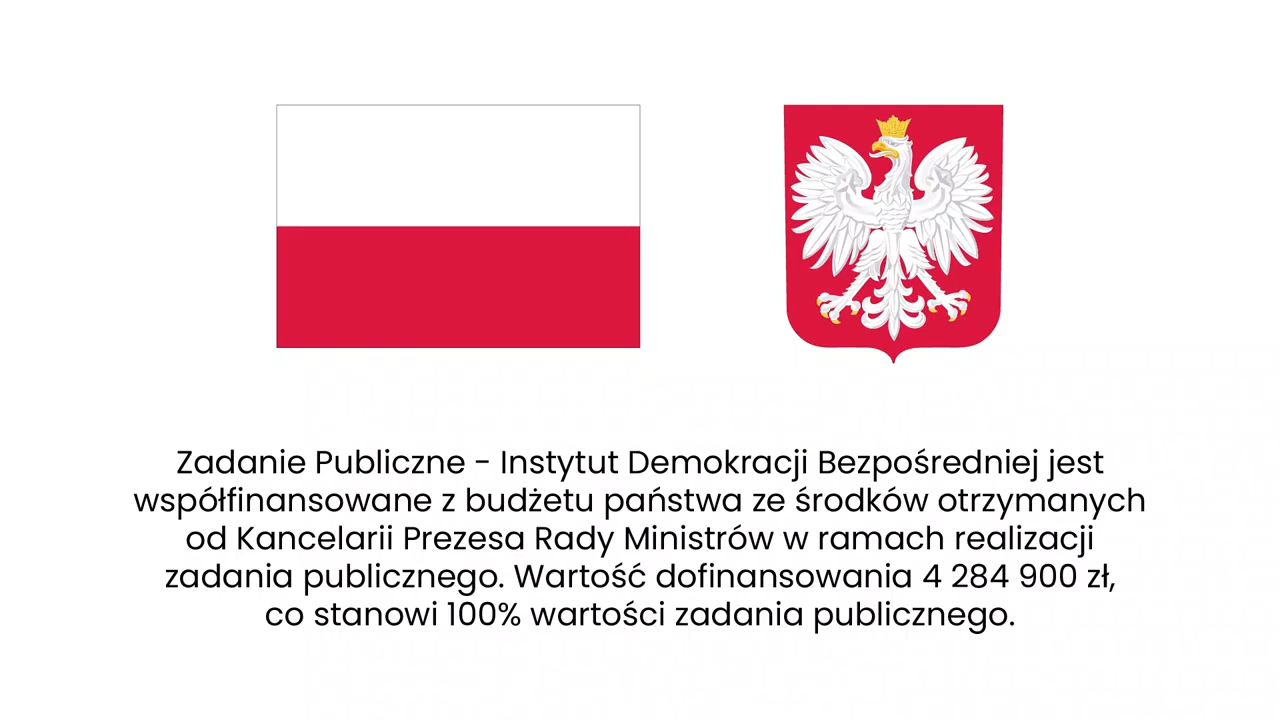 Zadanie Publiczne - Instytut Demokracji Bezpośredniej jest
współfinansowane z budżetu państwa ze środków otrzymanych
od Kancelarii Prezesa Rady Ministrów w ramach realizacji
zadania publicznego. Wartość dofinansowania 4 284 900 zł,
co stanowi 100% wartości zadania publicznego.